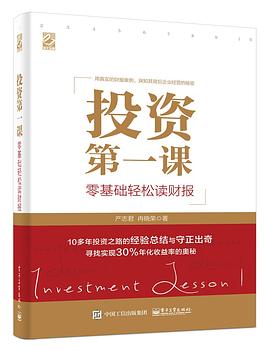 用真实的财报案例，洞知其背后企业经营的秘密
投资
第一课
零基础轻松读财报
严志君 冉晓荣◎著
10多年投资之路的经验总结与守正出奇
寻找实现30%年化收益率的奥秘
Investment Lesson 1
中国工信出版集团
电子工业出版社
投资第一课
零基础轻松读财报